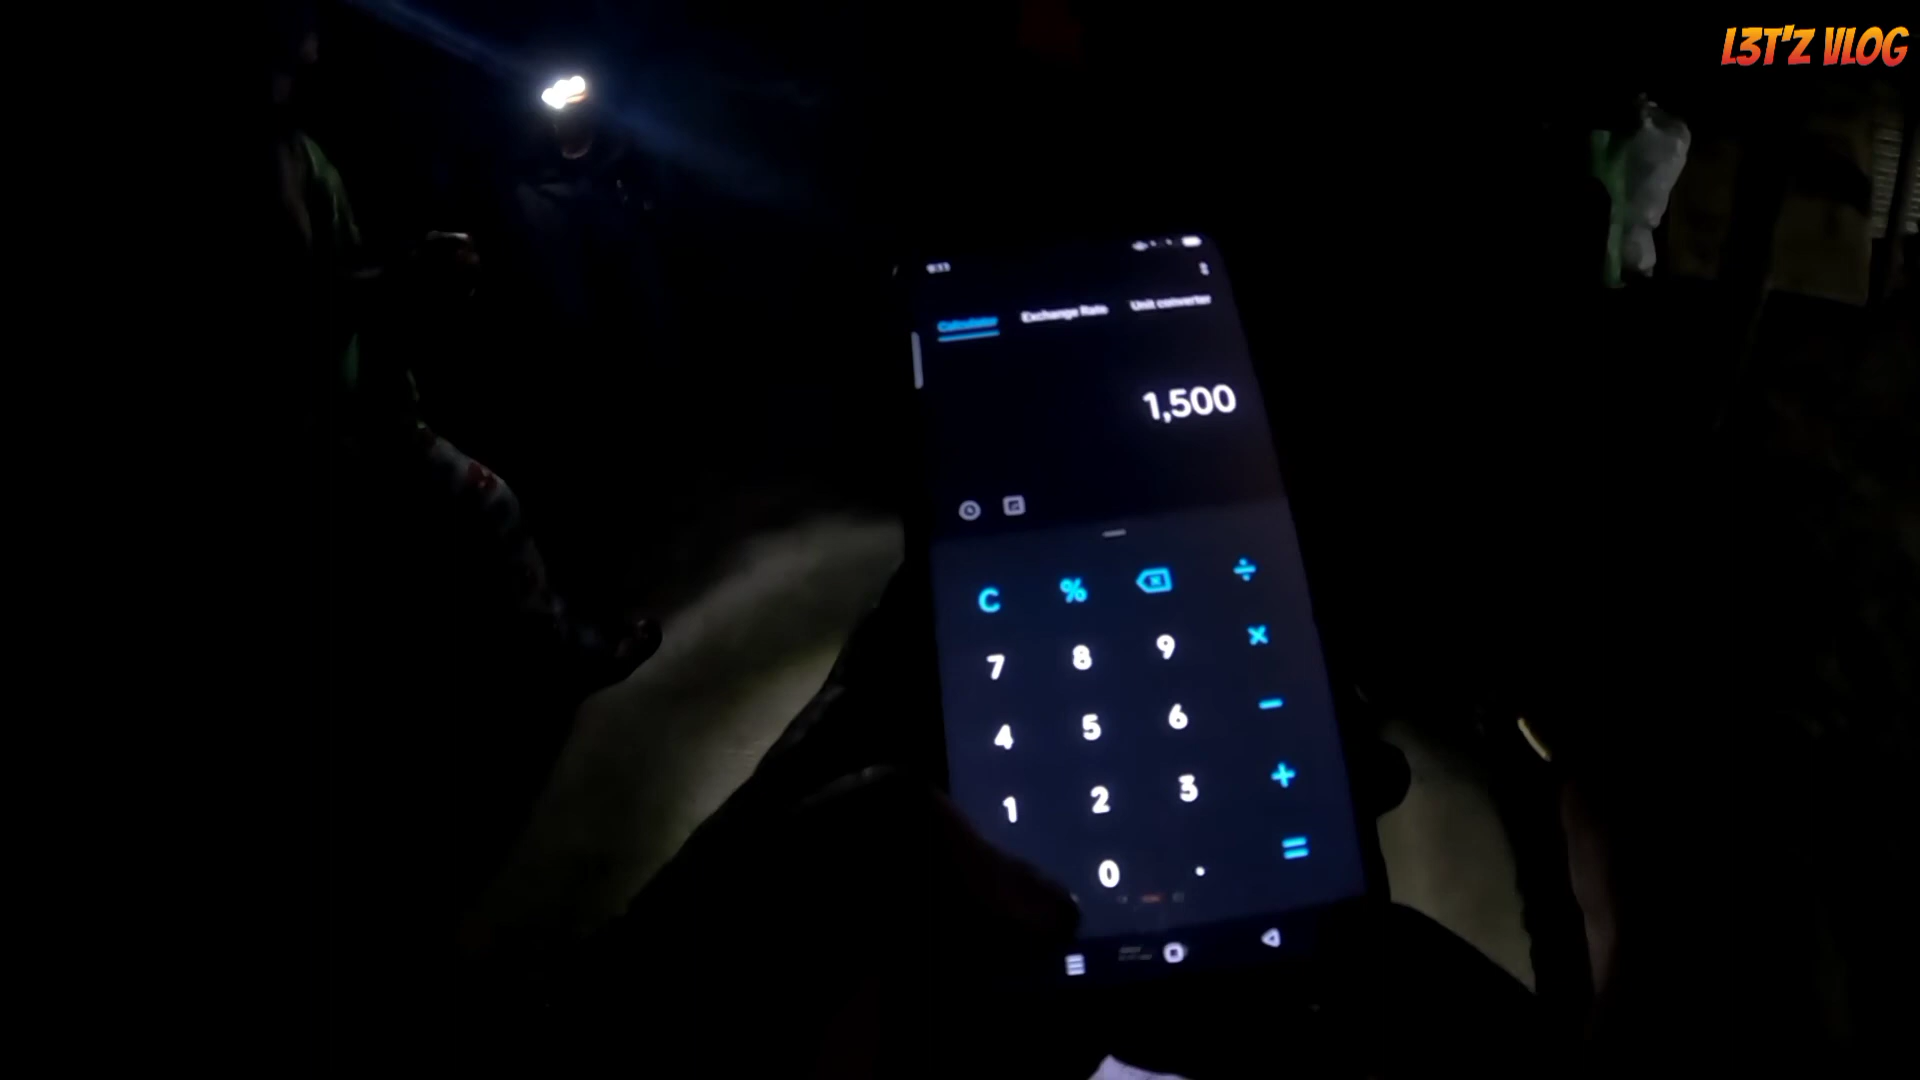 L3T'Z VLOG
Calculator Exchange Rate Unit converter
1,500
C % ÷
7 8 9 ×
4 5 6 −
1 2 3 +
0 . =